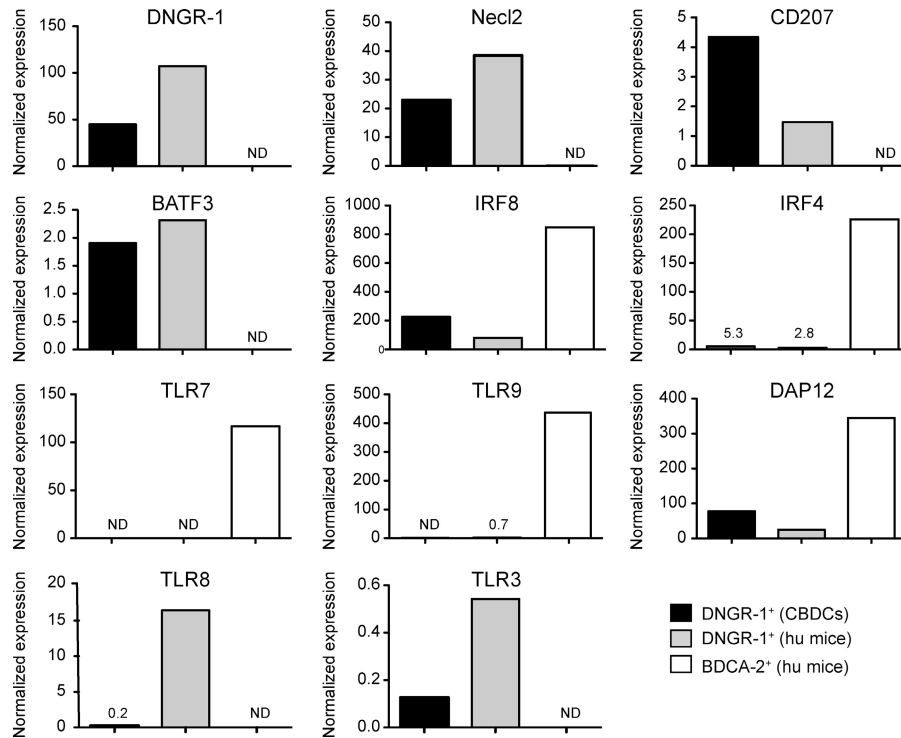 DNGR-1
Normalized expression
150
100
50
0
ND
Necl2
Normalized expression
50
40
30
20
10
0
ND
CD207
Normalized expression
5
4
3
2
1
0
ND
BATF3
Normalized expression
2.5
2.0
1.5
1.0
0.5
0.0
ND
IRF8
Normalized expression
1000
800
600
400
200
0
IRF4
Normalized expression
250
200
150
100
50
0
5.3 2.8
TLR7
Normalized expression
150
100
50
0
ND ND
TLR9
Normalized expression
500
400
300
200
100
0
ND 0.7
DAP12
Normalized expression
400
300
200
100
0
TLR8
Normalized expression
20
15
10
5
0
0.2 ND
TLR3
Normalized expression
0.6
0.4
0.2
0.0
ND
DNGR-1⁺ (CBDCs)
DNGR-1⁺ (hu mice)
BDCA-2⁺ (hu mice)